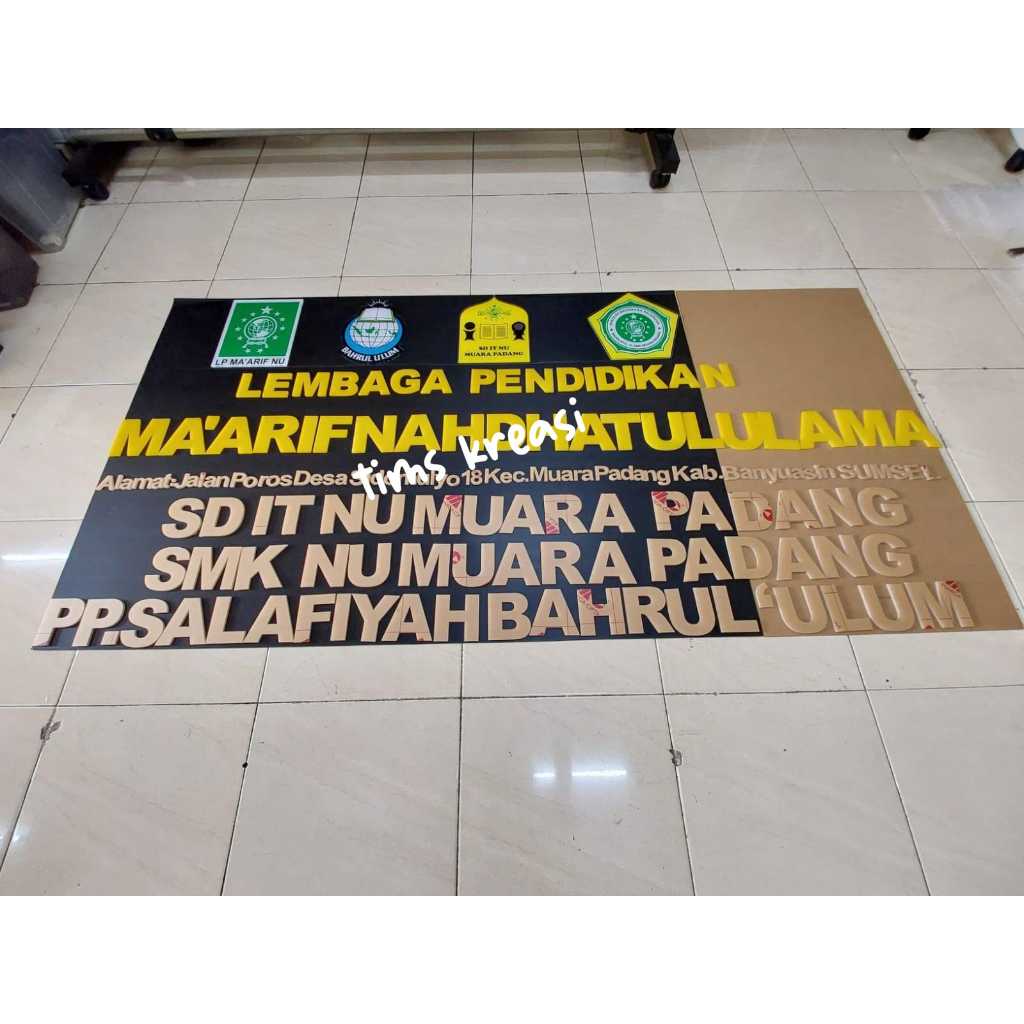 LP MA'ARIF NU
BAHRUL U'LUM
SD IT NU
MUARA PADANG
LEMBAGA PENDIDIKAN
MA'ARIF NAHDHATUL ULAMA
tims kreasi
Alamat:Jalan Poros Desa 18 Kec. Muara Padang Kab. Banyuasin SUMSEL
SD IT NU MUARA PADANG
SMK NU MUARA PADANG
PP.SALAFIYAH BAHRUL 'ULUM